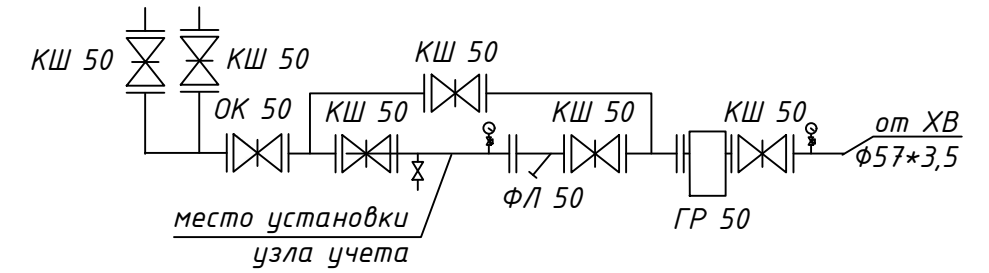 КШ 50
КШ 50
КШ 50
ОК 50
КШ 50
КШ 50
КШ 50
от ХВ
Ф57*3,5
ФЛ 50
ГР 50
место установки
узла учета